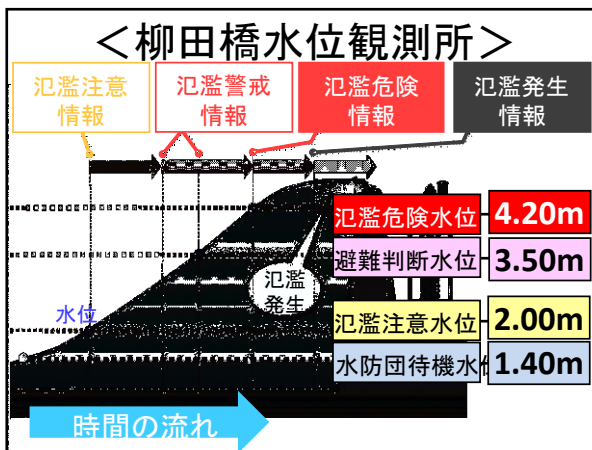 ＜柳田橋水位観測所＞
氾濫注意
情報
氾濫警戒
情報
氾濫危険
情報
氾濫発生
情報
氾濫危険水位
4.20m
避難判断水位
3.50m
氾濫
発生
水位
氾濫注意水位
2.00m
水防団待機水
1.40m
時間の流れ